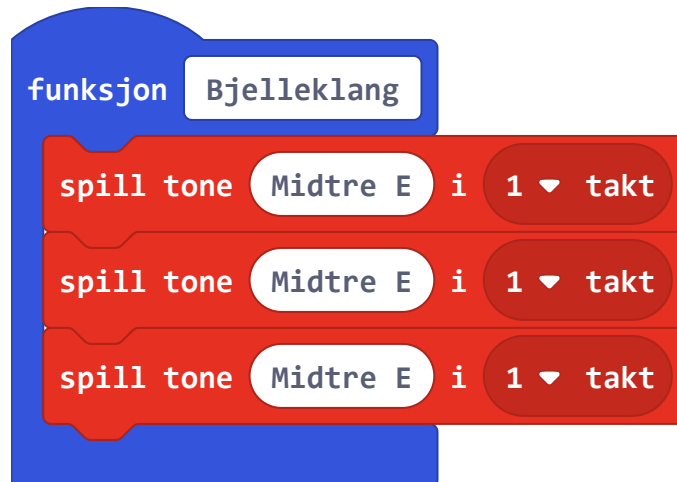 funksjon Bjelleklang
spill tone Midtre E i 1 takt
spill tone Midtre E i 1 takt
spill tone Midtre E i 1 takt